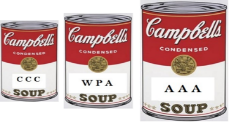 Campbell's
CONDENSED
CCC
SOUP
Campbell's
CONDENSED
WPA
SOUP
Campbell's
CONDENSED
AAA
SOUP